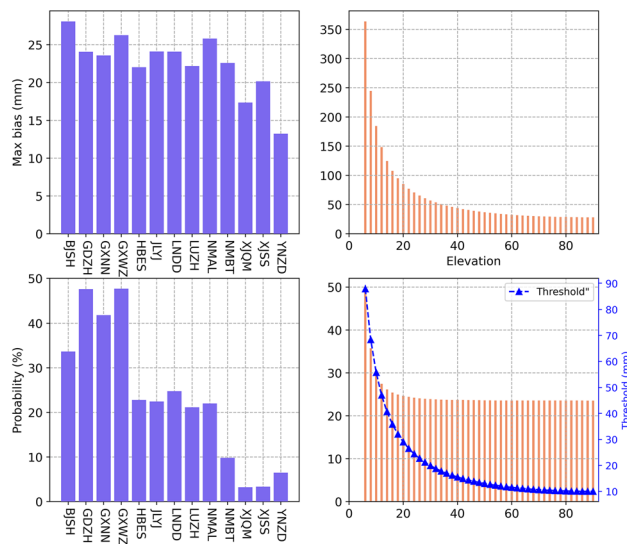 Max bias (mm)
25
20
15
10
5
0
BJSH
GDZH
GXNN
GXWZ
HBES
JLYJ
LNDD
LUZH
NMAL
NMBT
XJQM
XJSS
YNZD
350
300
250
200
150
100
50
0
0 20 40 60 80
Elevation
Probability (%)
50
40
30
20
10
0
BJSH
GDZH
GXNN
GXWZ
HBES
JLYJ
LNDD
LUZH
NMAL
NMBT
XJQM
XJSS
YNZD
50
40
30
20
10
0
0 20 40 60 80
Threshold"
90
80
70
60
50
40
30
20
10
Threshold (mm)